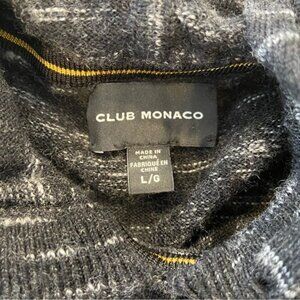 CLUB MONACO
MADE IN
CHINA
FABRIQUÉ EN
CHINE
L/G